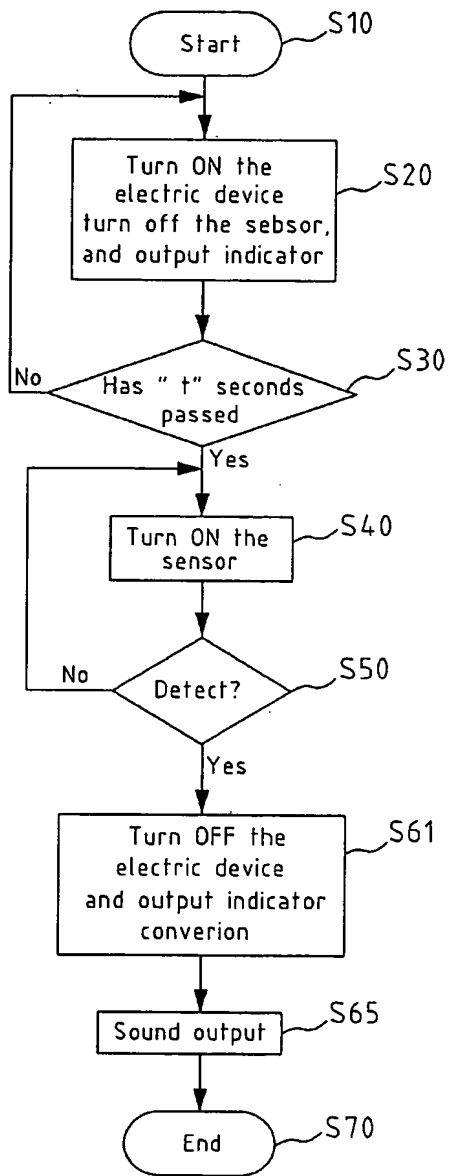 Start
S10
Turn ON the
electric device
turn off the sebsor,
and output indicator
S20
Has " t" seconds
passed
S30
No
Yes
Turn ON the
sensor
S40
Detect?
S50
No
Yes
Turn OFF the
electric device
and output indicator
converion
S61
Sound output
S65
End
S70